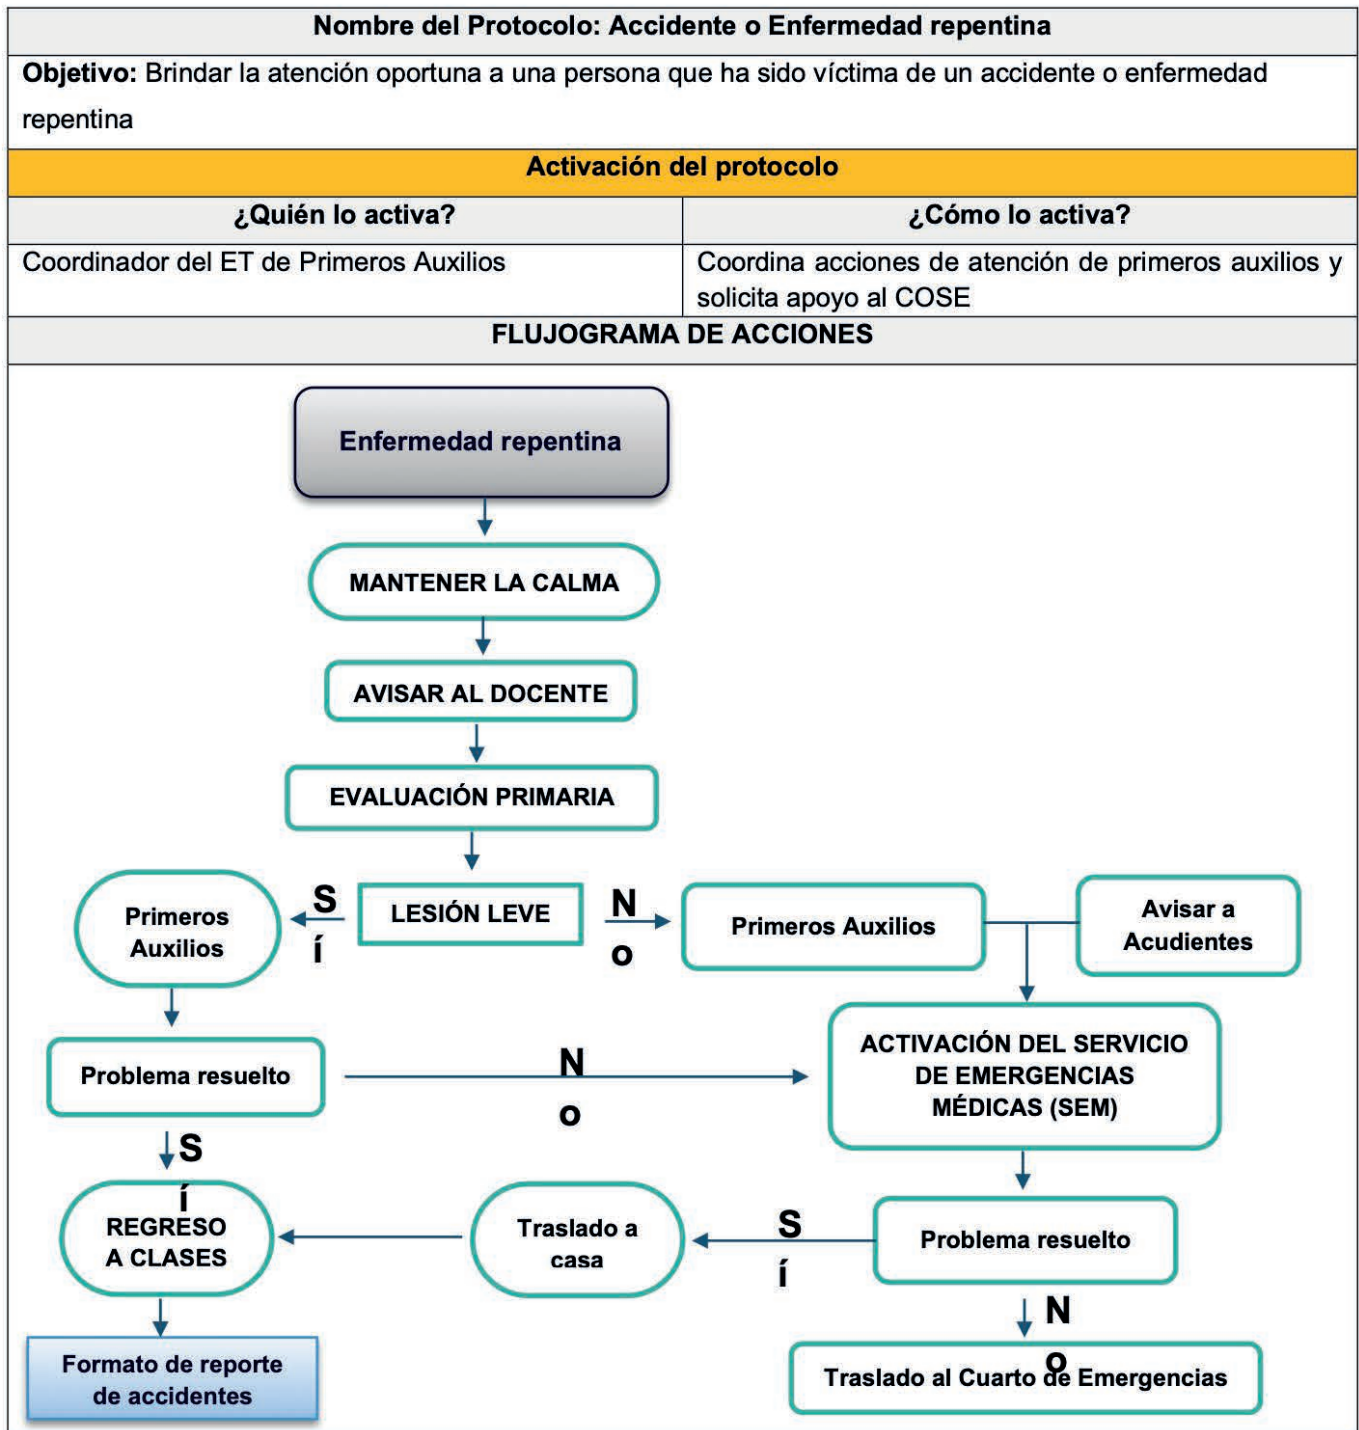 Nombre del Protocolo: Accidente o Enfermedad repentina
Objetivo: Brindar la atención oportuna a una persona que ha sido víctima de un accidente o enfermedad
repentina
Activación del protocolo
¿Quién lo activa?
¿Cómo lo activa?
Coordinador del ET de Primeros Auxilios
Coordina acciones de atención de primeros auxilios y
solicita apoyo al COSE
FLUJOGRAMA DE ACCIONES
Enfermedad repentina
MANTENER LA CALMA
AVISAR AL DOCENTE
EVALUACIÓN PRIMARIA
LESIÓN LEVE
S
í
N
o
Primeros
Auxilios
Primeros Auxilios
Avisar a
Acudientes
Problema resuelto
N
o
ACTIVACIÓN DEL SERVICIO
DE EMERGENCIAS
MÉDICAS (SEM)
S
í
REGRESO
A CLASES
Traslado a
casa
S
í
Problema resuelto
N
o
Formato de reporte
de accidentes
Traslado al Cuarto de Emergencias